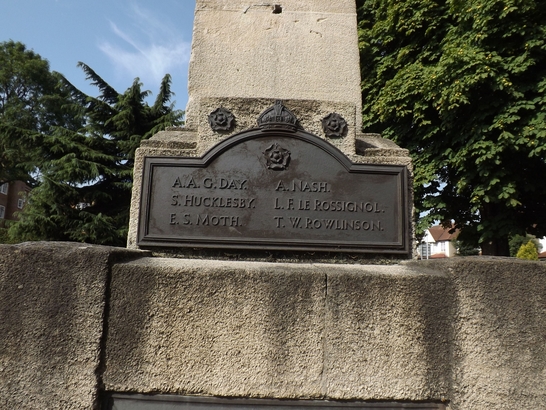 A. A. G. DAY. A. NASH.
S. HUCKLESBY. L. F. LE ROSSIGNOL.
E. S. MOTH. T. W. ROWLINSON.